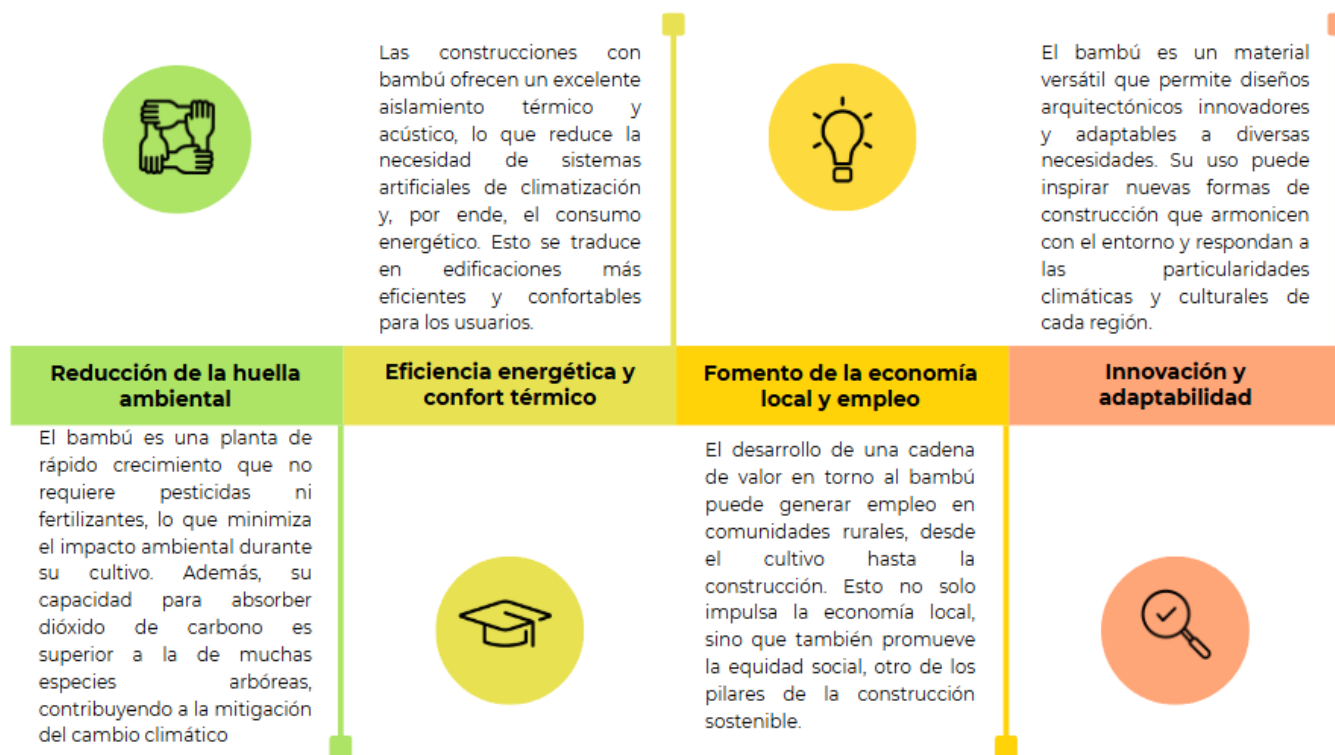 Las construcciones con
bambú ofrecen un excelente
aislamiento térmico y
acústico, lo que reduce la
necesidad de sistemas
artificiales de climatización
y, por ende, el consumo
energético. Esto se traduce
en edificaciones más
eficientes y confortables
para los usuarios.
El bambú es un material
versátil que permite diseños
arquitectónicos innovadores
y adaptables a diversas
necesidades. Su uso puede
inspirar nuevas formas de
construcción que armonicen
con el entorno y respondan a
las particularidades
climáticas y culturales de
cada región.
Reducción de la huella
ambiental
Eficiencia energética y
confort térmico
Fomento de la economía
local y empleo
Innovación y
adaptabilidad
El bambú es una planta de
rápido crecimiento que no
requiere pesticidas ni
fertilizantes, lo que minimiza
el impacto ambiental durante
su cultivo. Además, su
capacidad para absorber
dióxido de carbono es
superior a la de muchas
especies arbóreas,
contribuyendo a la mitigación
del cambio climático
El desarrollo de una cadena
de valor en torno al bambú
puede generar empleo en
comunidades rurales, desde
el cultivo hasta la
construcción. Esto no solo
impulsa la economía local,
sino que también promueve
la equidad social, otro de los
pilares de la construcción
sostenible.